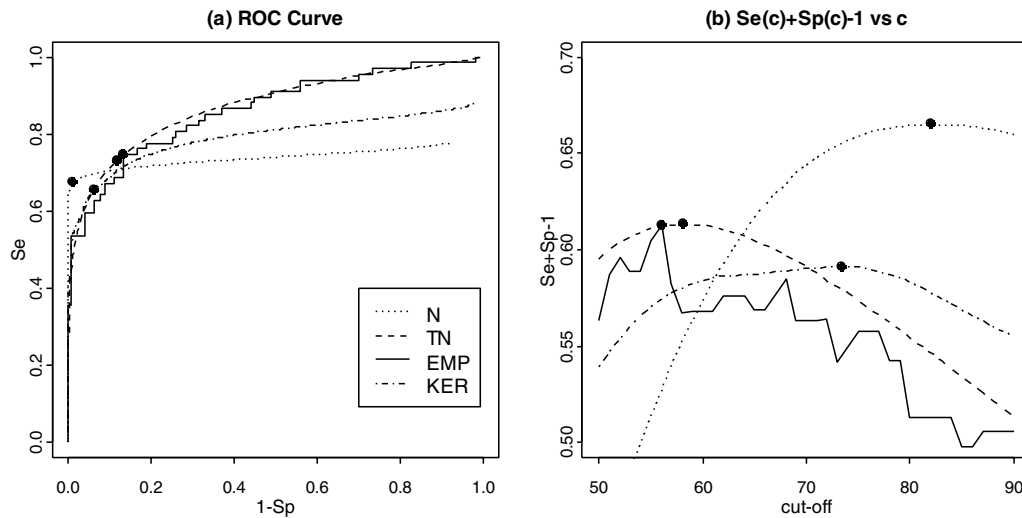 (a) ROC Curve
Se
1.0
0.8
0.6
0.4
0.2
0.0
N
TN
EMP
KER
0.0 0.2 0.4 0.6 0.8 1.0
1-Sp
(b) Se(c)+Sp(c)-1 vs c
Se+Sp-1
0.70
0.65
0.60
0.55
0.50
50 60 70 80 90
cut-off